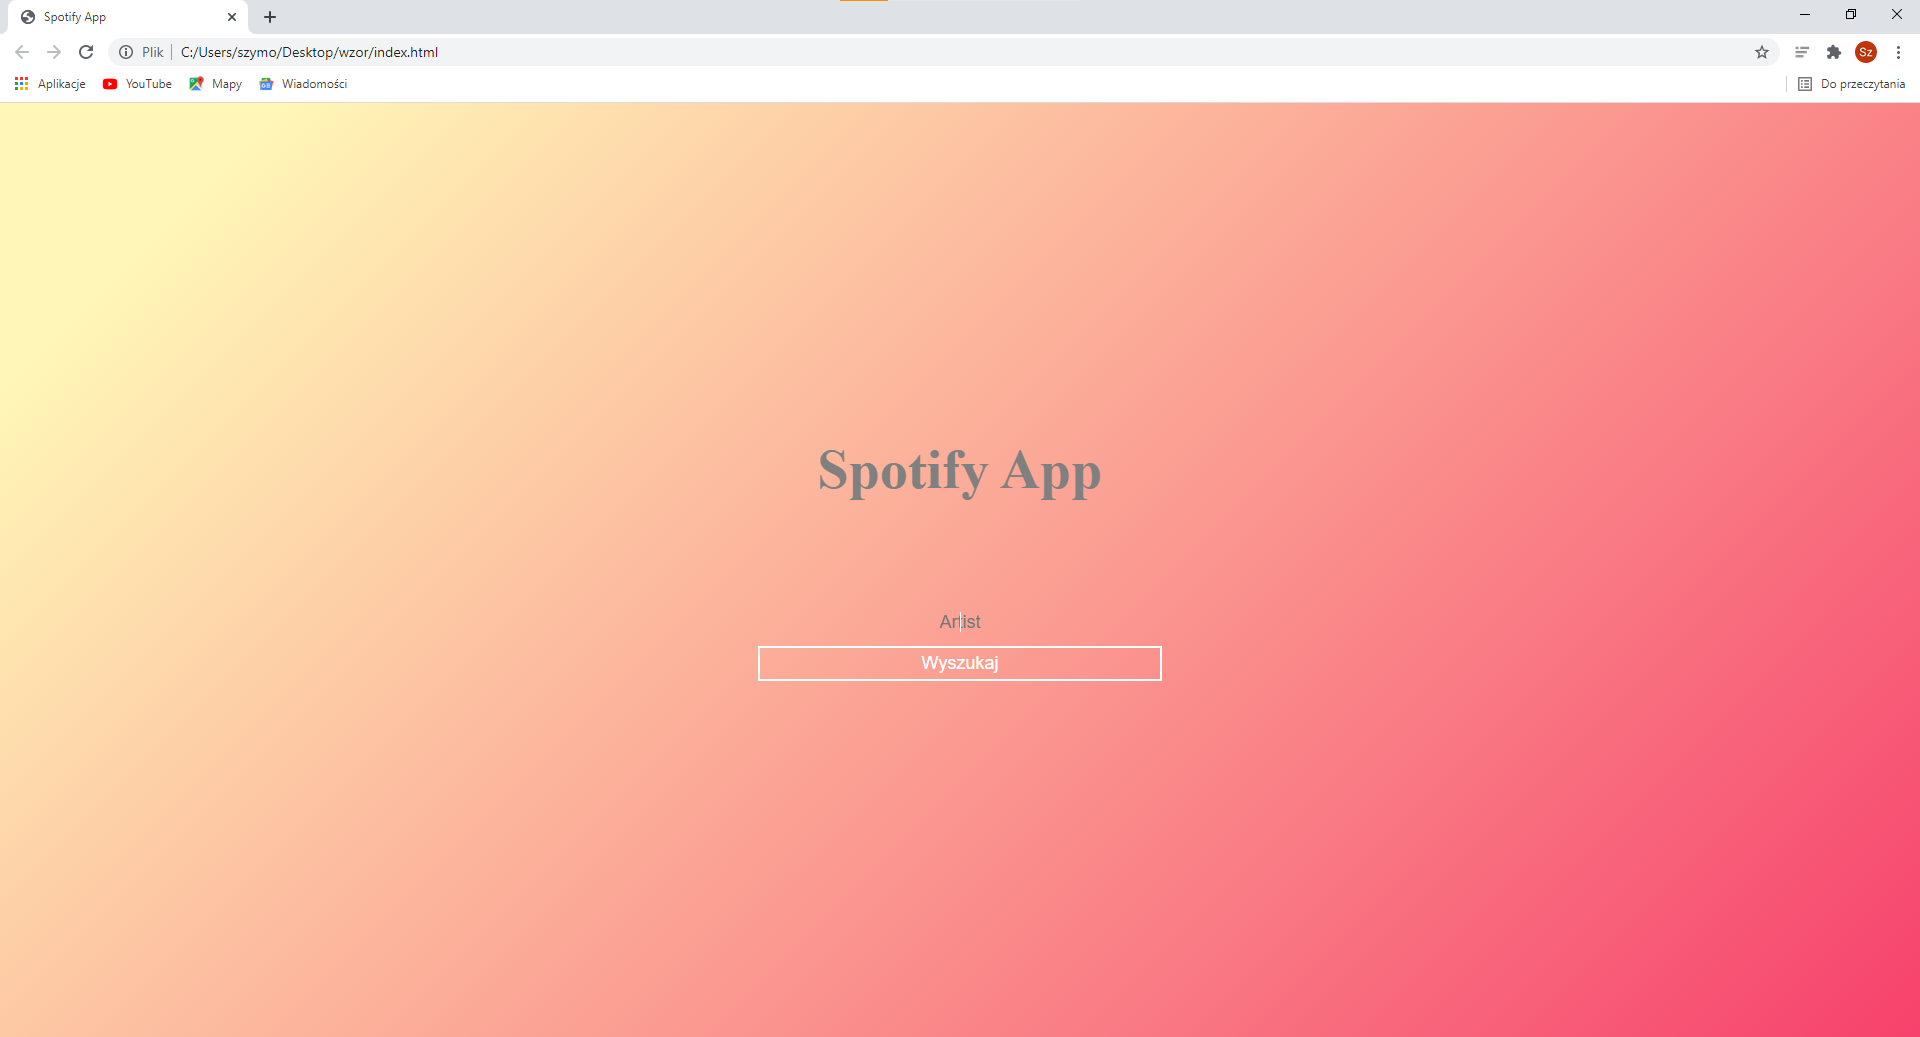 Spotify App
Plik C:/Users/szymo/Desktop/wzor/index.html
Sz
Aplikacje YouTube Mapy Wiadomości Do przeczytania
Spotify App
Artist
Wyszukaj